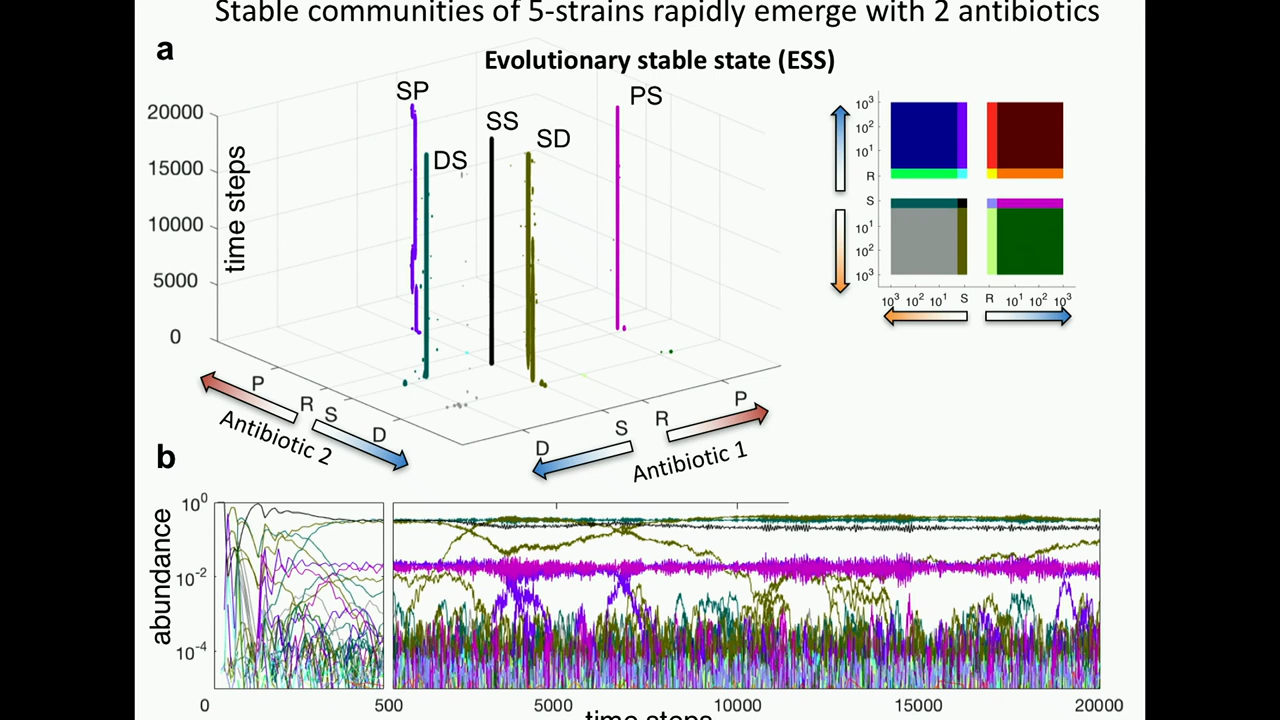 Stable communities of 5-strains rapidly emerge with 2 antibiotics
a
Evolutionary stable state (ESS)
SP
PS
SS
SD
DS
time steps
20000
15000
10000
5000
0
P
R
S
D
Antibiotic 2
D
S
R
P
Antibiotic 1
10³
10²
10¹
R
S
10¹
10²
10³
10³ 10² 10¹ S R 10¹ 10² 10³
b
abundance
10⁰
10⁻²
10⁻⁴
0 500 5000 10000 15000 20000
time steps